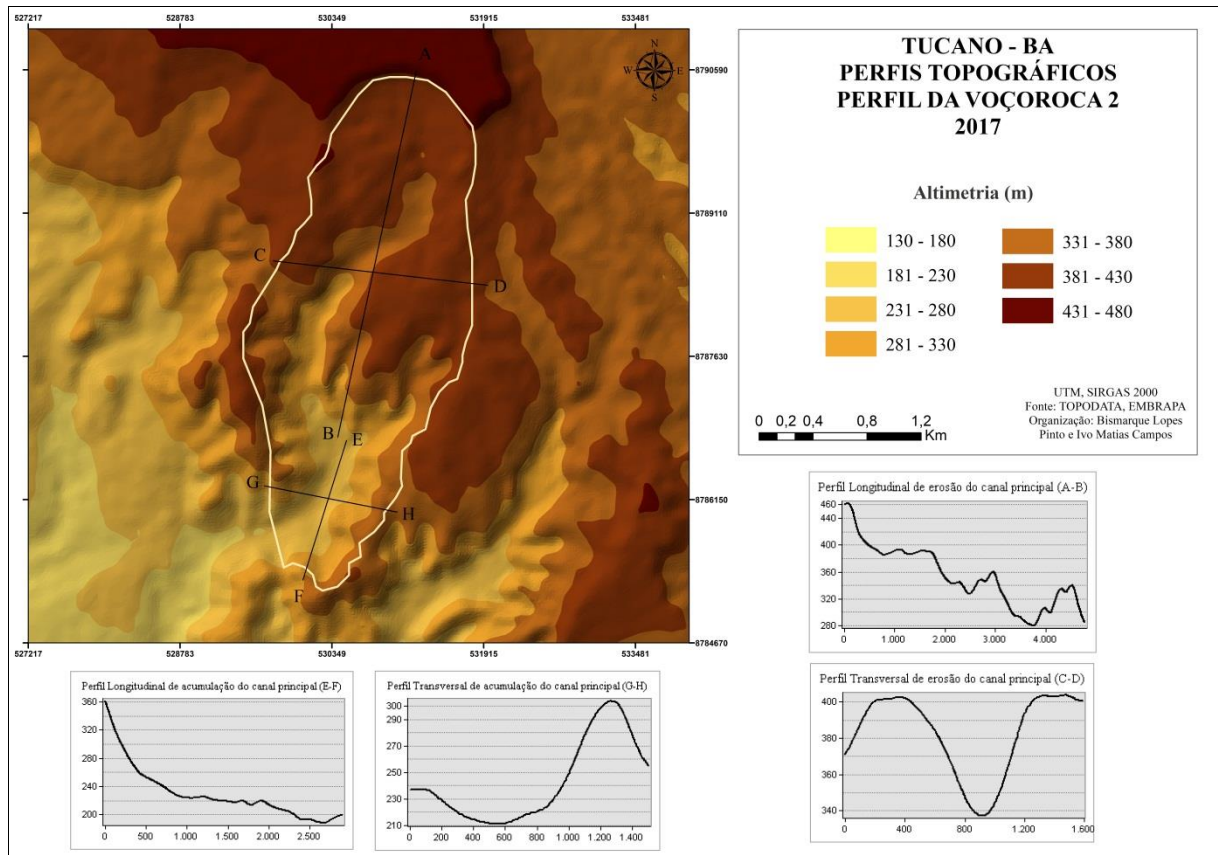 527217 528783 530349 531915 533481
A
N
W E
S
8790590
8789110
C
D
8787630
B
E
G
H
8786150
F
8784670
527217 528783 530349 531915 533481
TUCANO - BA
PERFIS TOPOGRÁFICOS
PERFIL DA VOÇOROCA 2
2017
Altimetria (m)
130 - 180
181 - 230
231 - 280
281 - 330
331 - 380
381 - 430
431 - 480
0 0,2 0,4 0,8 1,2
Km
UTM, SIRGAS 2000
Fonte: TOPODATA, EMBRAPA
Organização: Bismarque Lopes
Pinto e Ivo Matias Campos
Perfil Longitudinal de erosão do canal principal (A-B)
460
440
400
360
320
280
0 1.000 2.000 3.000 4.000
Perfil Longitudinal de acumulação do canal principal (E-F)
360
320
280
240
200
0 500 1.000 1.500 2.000 2.500
Perfil Transversal de acumulação do canal principal (G-H)
300
290
270
250
230
210
0 200 400 600 800 1.000 1.400
Perfil Transversal de erosão do canal principal (C-D)
400
380
360
340
0 400 800 1.200 1.600